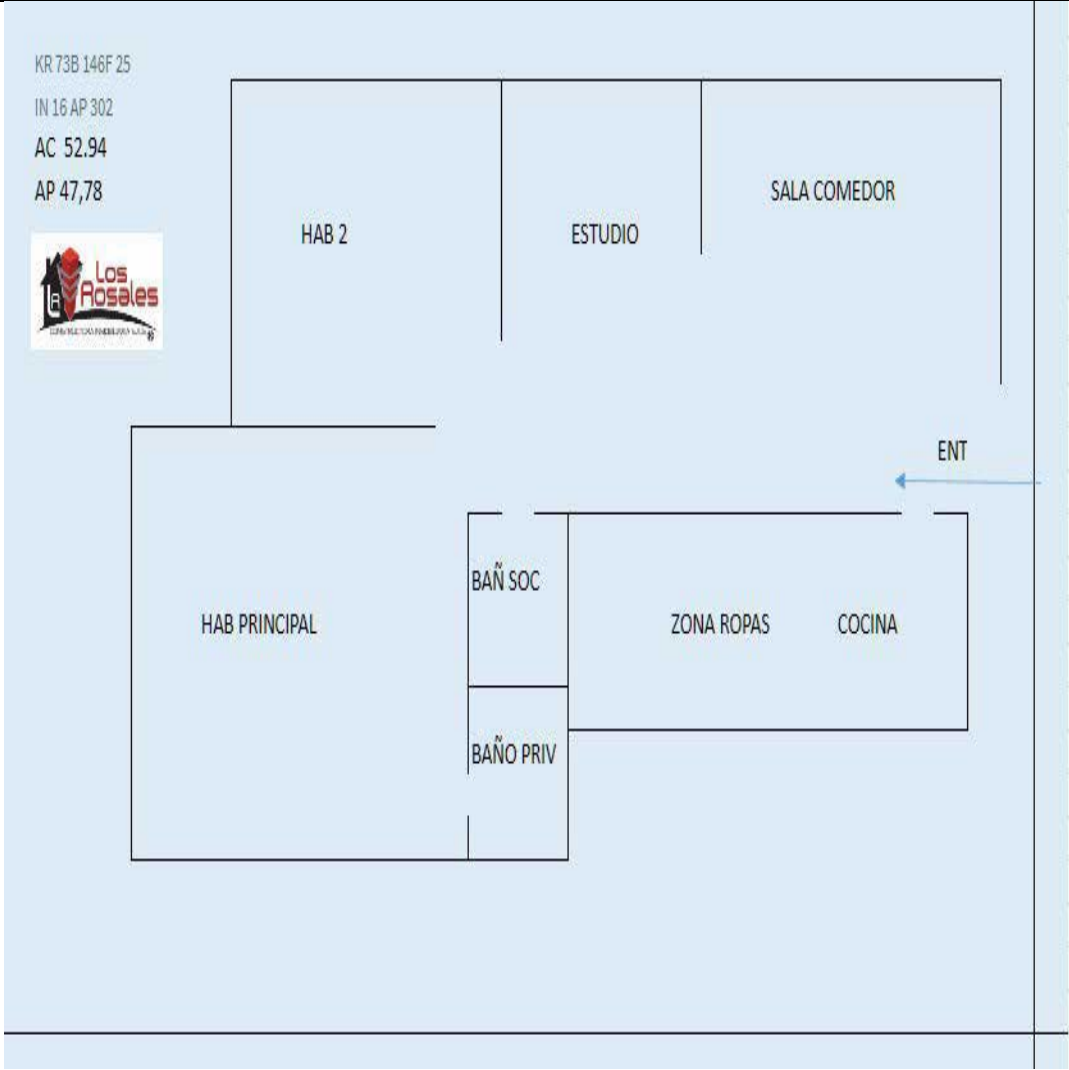 KR 73B 146F 25
IN 16 AP 302
AC 52.94
AP 47,78
Los
Rosales
HAB 2
ESTUDIO
SALA COMEDOR
ENT
BAÑ SOC
HAB PRINCIPAL
ZONA ROPAS COCINA
BAÑO PRIV